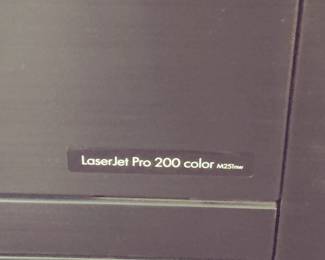 LaserJet Pro 200 color M251nw